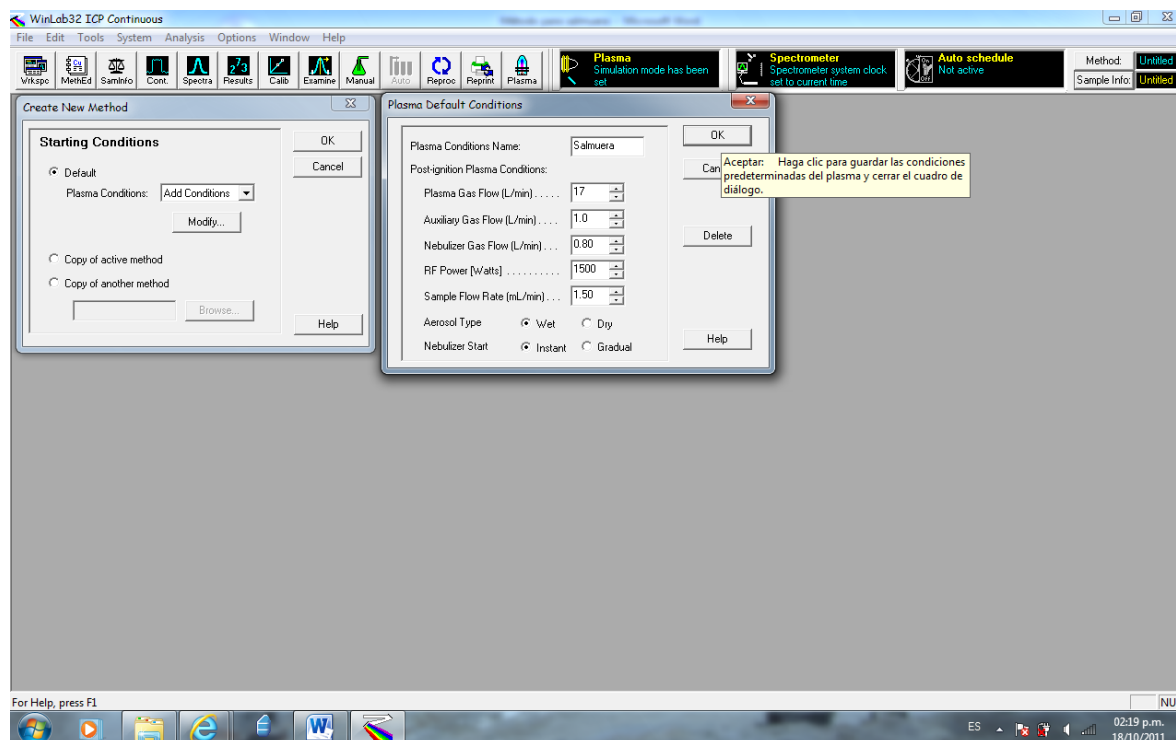 WinLab32 ICP Continuous
File Edit Tools System Analysis Options Window Help
Wrkspc MethEd SamInfo Cont. Spectra Results Calib Examine Manual Auto Reproc Reprint Plasma
Plasma
Simulation mode has been
set
Spectrometer
Spectrometer system clock
set to current time
Auto schedule
Not active
Method: Untitled
Sample Info: Untitled
Create New Method
Starting Conditions
Default
Plasma Conditions: Add Conditions
Modify...
Copy of active method
Copy of another method
Browse...
OK
Cancel
Help
Plasma Default Conditions
Plasma Conditions Name: Salmuera
Post-ignition Plasma Conditions:
Plasma Gas Flow (L/min) . . . . . 17
Auxiliary Gas Flow (L/min) . . . . 1.0
Nebulizer Gas Flow (L/min) . . . 0.80
RF Power [Watts] . . . . . . . . . . 1500
Sample Flow Rate (mL/min) . . . 1.50
Aerosol Type Wet Dry
Nebulizer Start Instant Gradual
OK
Can
Delete
Help
Aceptar: Haga clic para guardar las condiciones
predeterminadas del plasma y cerrar el cuadro de
diálogo.
For Help, press F1
NU
ES
02:19 p.m.
18/10/2011